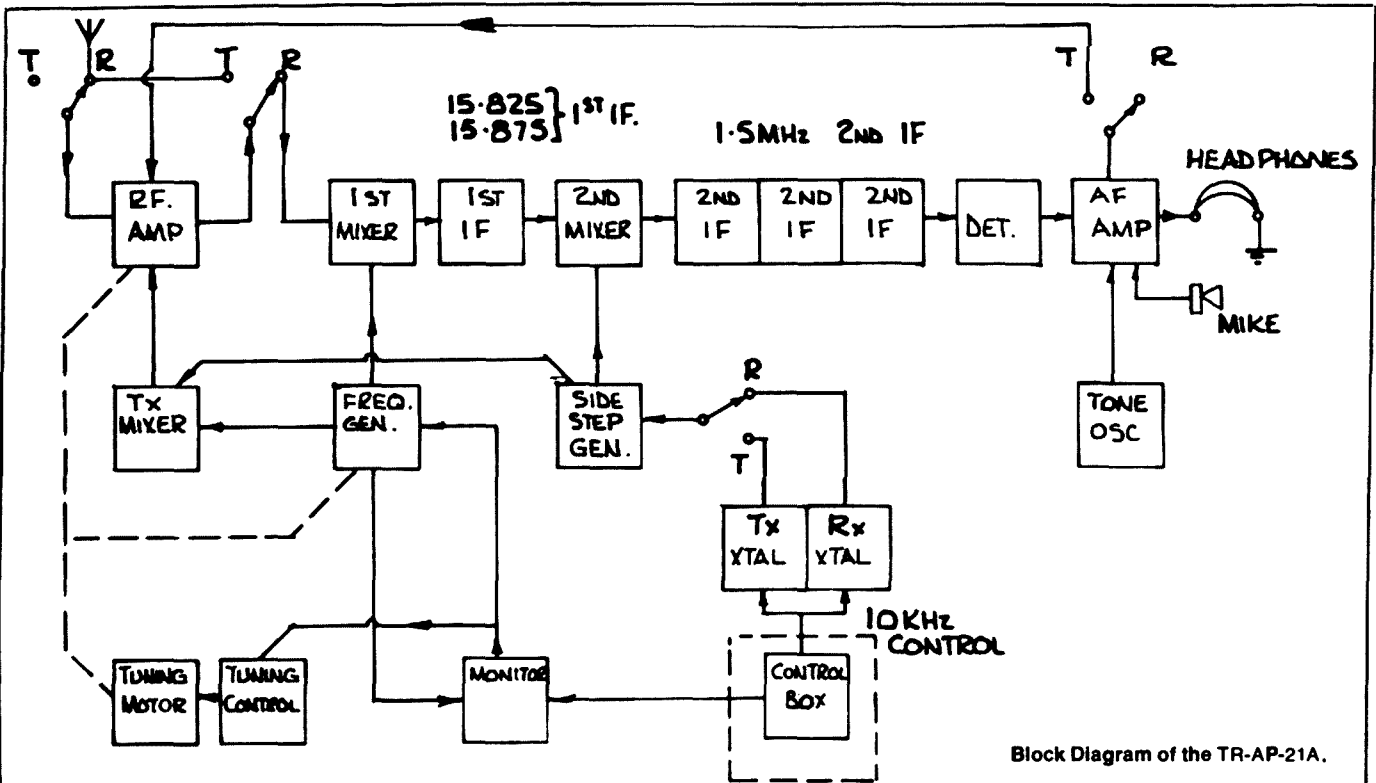 T
R
T
R
T
R
15.825
15.875
1ST IF.
1.5MHz 2ND IF
HEADPHONES
RF.
AMP
1ST
MIXER
1ST
IF
2ND
MIXER
2ND
IF
2ND
IF
2ND
IF
DET.
AF
AMP
MIKE
TX
MIXER
FREQ.
GEN.
SIDE
STEP
GEN.
R
T
TONE
OSC
Tx
XTAL
Rx
XTAL
10KHz
CONTROL
TUNING
MOTOR
TUNING
CONTROL
MONITOR
CONTROL
BOX
Block Diagram of the TR-AP-21A.